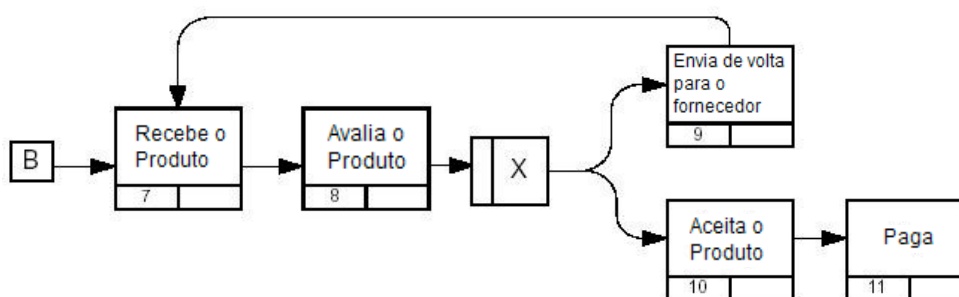 Envia de volta
para o
fornecedor
9
B
Recebe o
Produto
7
Avalia o
Produto
8
X
Aceita o
Produto
10
Paga
11